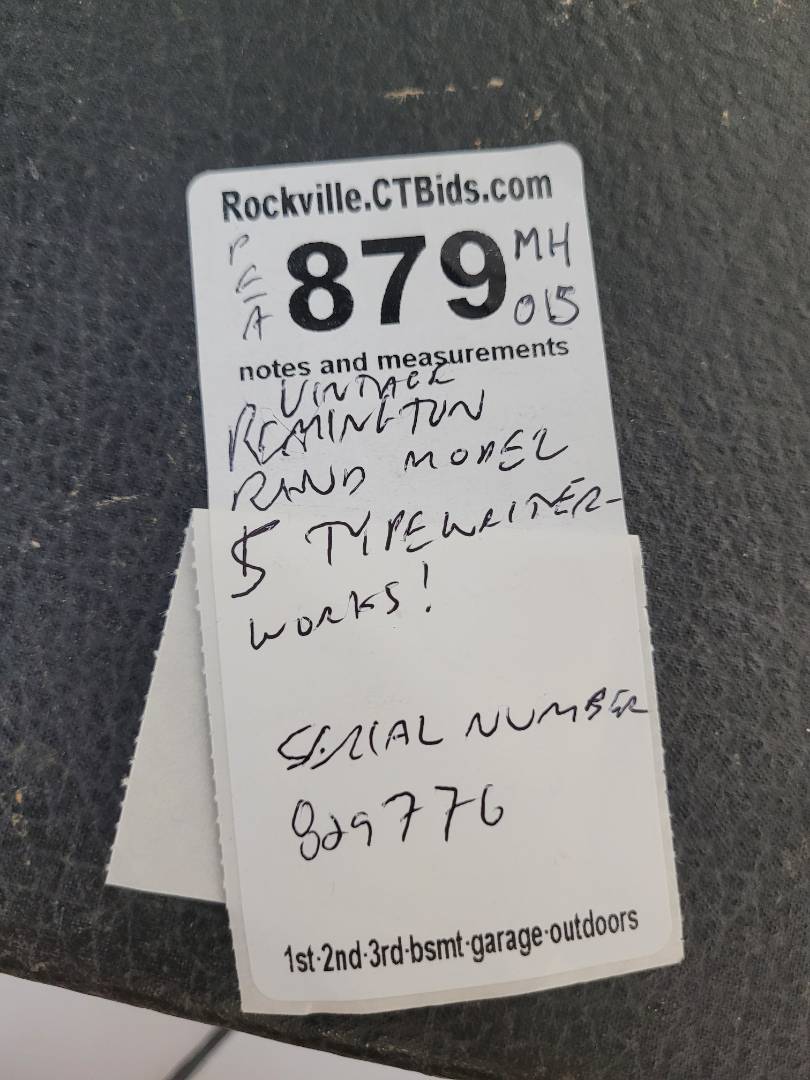 Rockville.CTBids.com
879
MH
015
notes and measurements
VINTAGE
REMINGTON
RAND MODEL
5 TYPEWRITER-
WORKS!
SERIAL NUMBER
829776
1st·2nd·3rd·bsmt·garage·outdoors